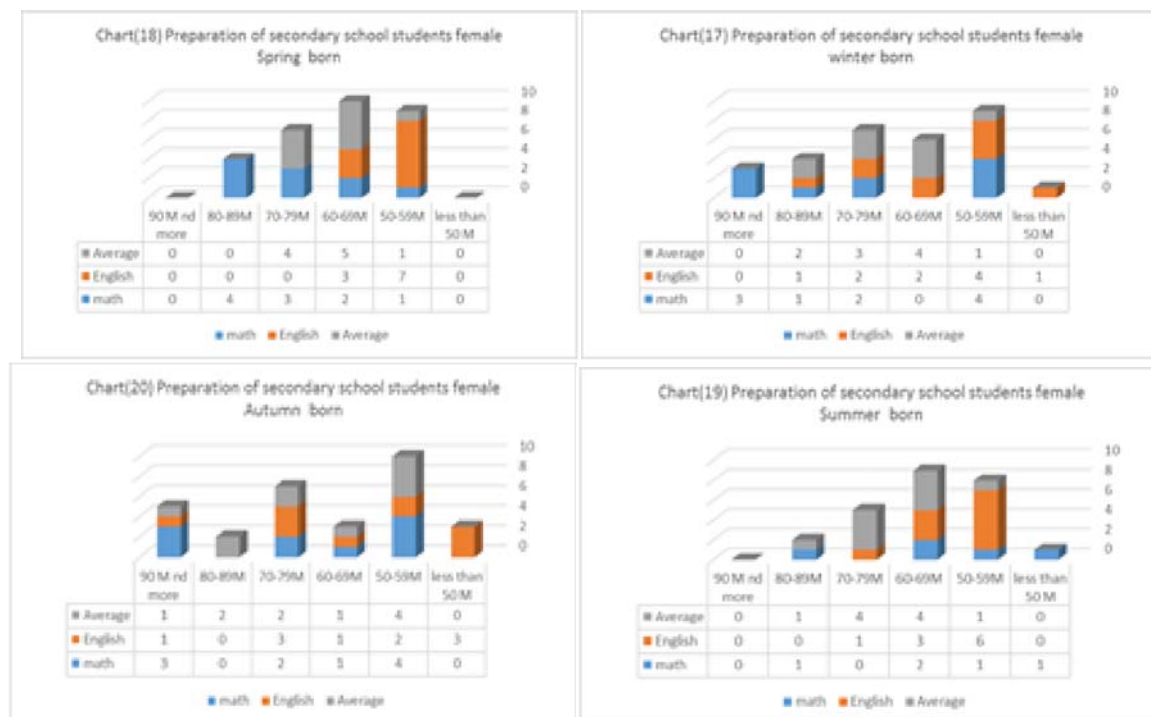 Chart(18) Preparation of secondary school students female
Spring born
10
8
6
4
2
0
90 M nd more 80-89M 70-79M 60-69M 50-59M less than 50 M
Average 0 0 4 5 1 0
English 0 0 0 3 7 0
math 0 4 3 2 1 0
math English Average
Chart(17) Preparation of secondary school students female
winter born
10
8
6
4
2
0
90 M nd more 80-89M 70-79M 60-69M 50-59M less than 50 M
Average 0 2 3 4 1 0
English 0 1 2 2 4 1
math 3 1 2 0 4 0
math English Average
Chart(20) Preparation of secondary school students female
Autumn born
10
8
6
4
2
0
90 M nd more 80-89M 70-79M 60-69M 50-59M less than 50 M
Average 1 2 2 1 4 0
English 1 0 3 1 2 3
math 3 0 2 1 4 0
math English Average
Chart(19) Preparation of secondary school students female
Summer born
10
8
6
4
2
0
90 M nd more 80-89M 70-79M 60-69M 50-59M less than 50 M
Average 0 1 4 4 1 0
English 0 0 1 3 6 0
math 0 1 0 2 1 1
math English Average